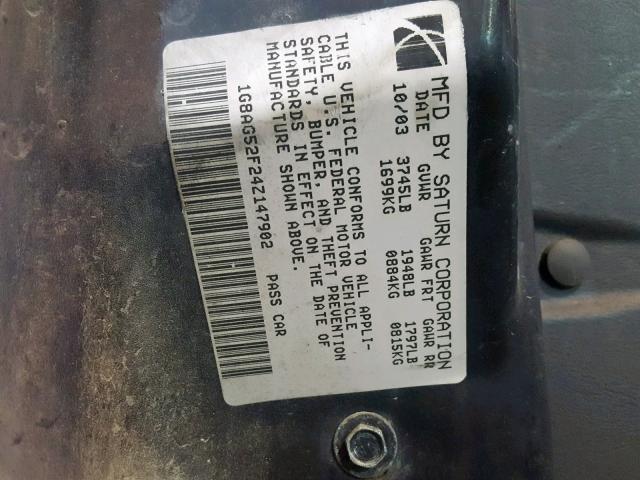 MFD BY SATURN CORPORATION
DATE GVWR GAWR FRT GAWR RR
10/03 3745LB 1948LB 1797LB
1699KG 0884KG 0815KG
THIS VEHICLE CONFORMS TO ALL APPLI-
CABLE U.S. FEDERAL MOTOR VEHICLE
SAFETY, BUMPER, AND THEFT PREVENTION
STANDARDS IN EFFECT ON THE DATE OF
MANUFACTURE SHOWN ABOVE.
1G8AG52F24Z147902 PASS CAR